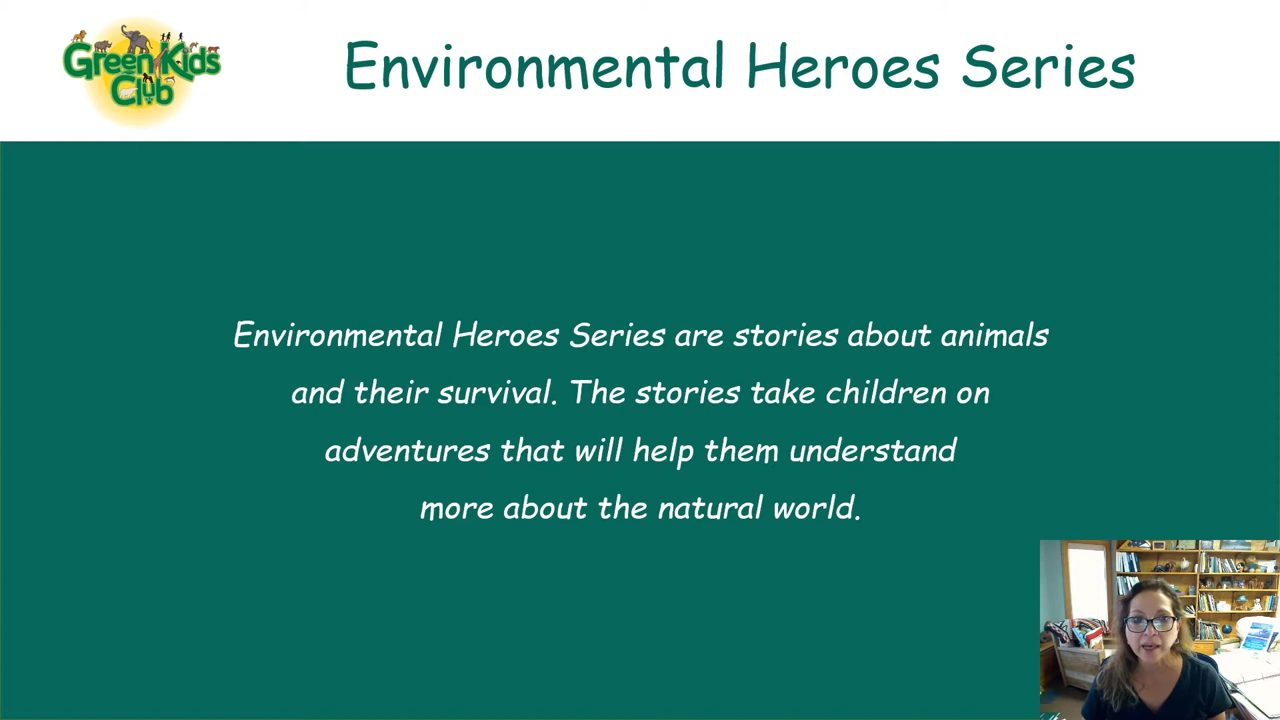 Green Kids
Club
Environmental Heroes Series
Environmental Heroes Series are stories about animals
and their survival. The stories take children on
adventures that will help them understand
more about the natural world.